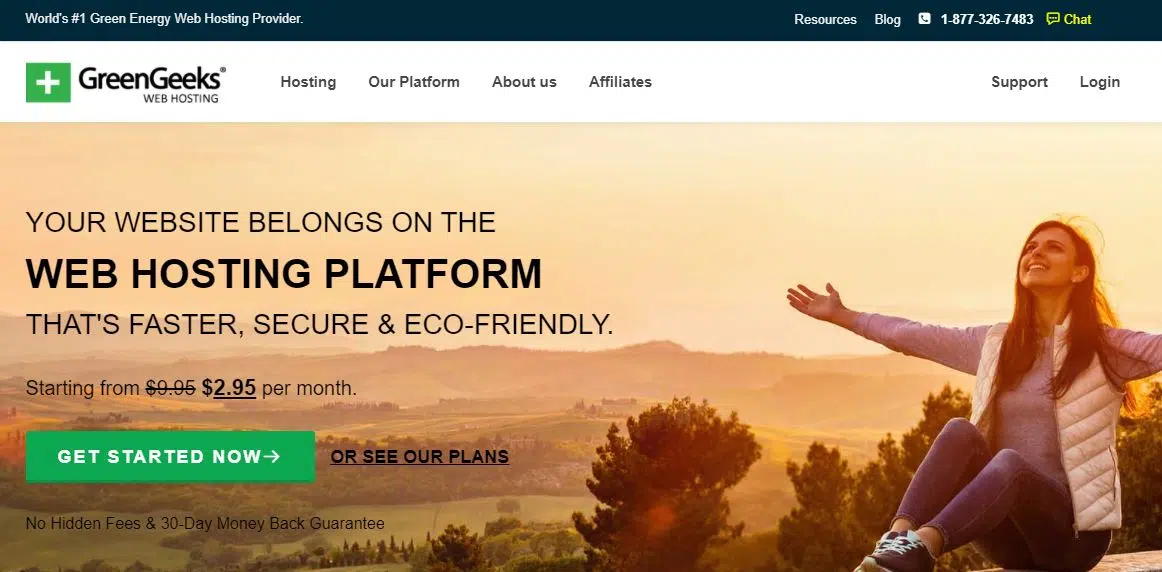 World's #1 Green Energy Web Hosting Provider.
Resources Blog 1-877-326-7483 Chat
GreenGeeks®
WEB HOSTING
Hosting Our Platform About us Affiliates
Support Login
YOUR WEBSITE BELONGS ON THE
WEB HOSTING PLATFORM
THAT'S FASTER, SECURE & ECO-FRIENDLY.
Starting from $9.95 $2.95 per month.
GET STARTED NOW→ OR SEE OUR PLANS
No Hidden Fees & 30-Day Money Back Guarantee